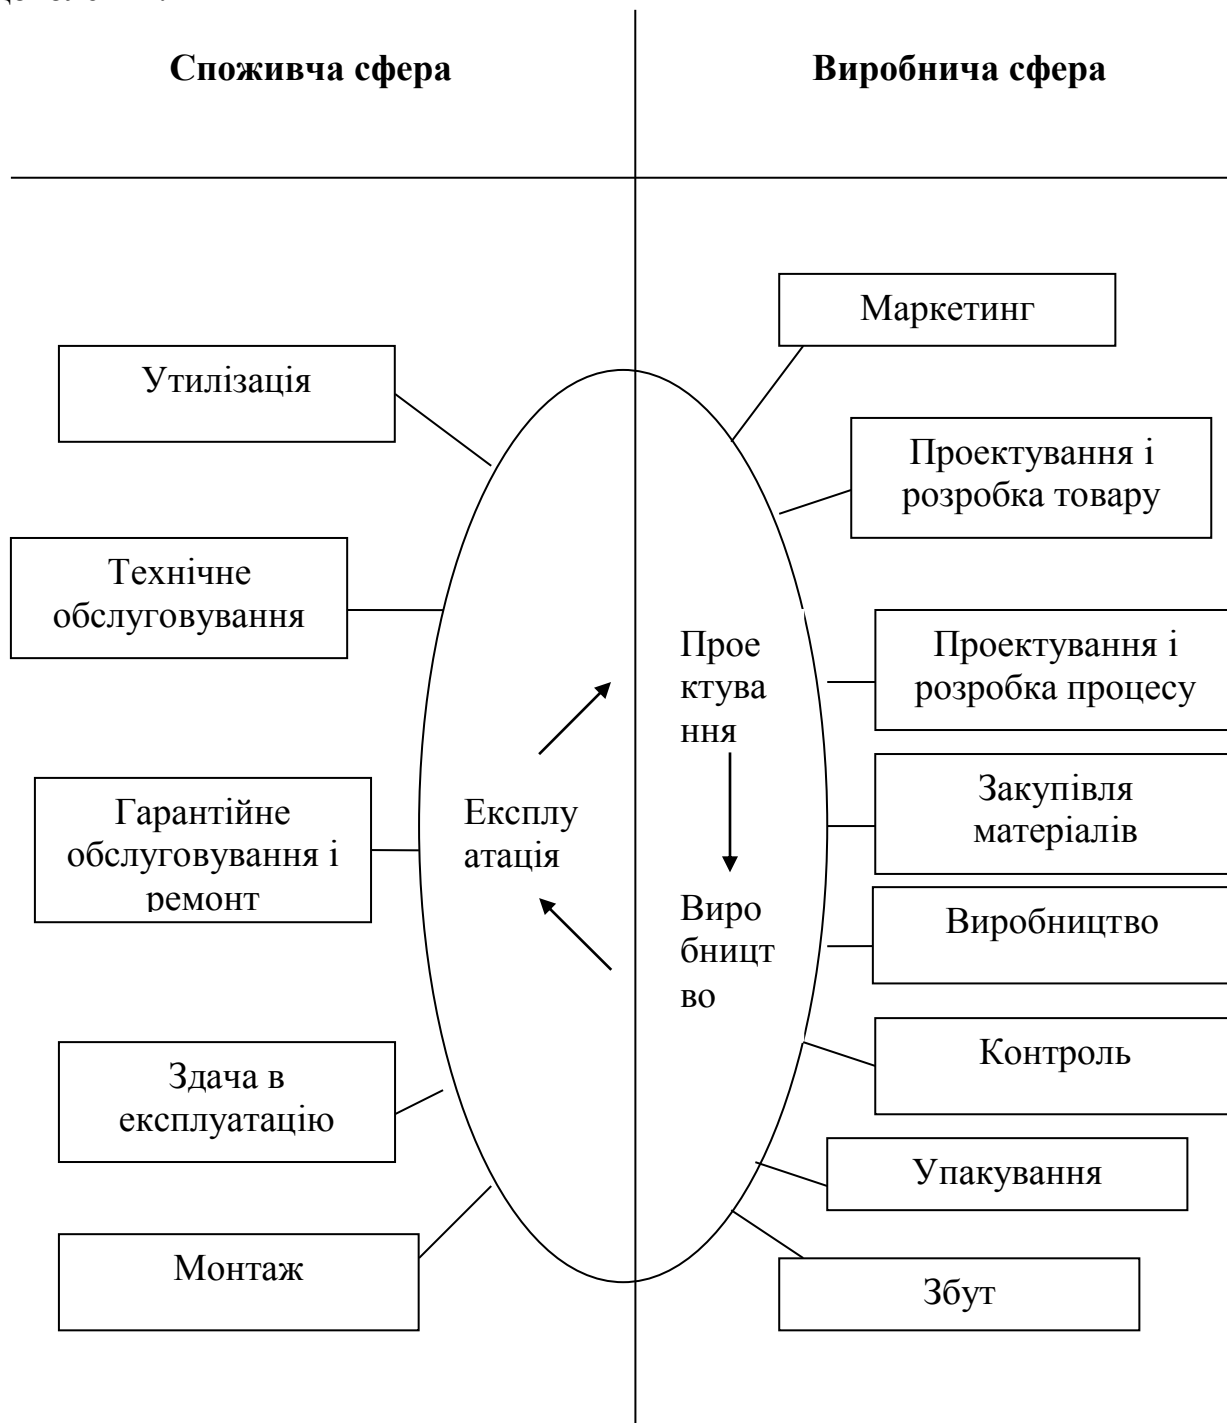 Споживча сфера
Виробнича сфера
Маркетинг
Утилізація
Проектування і
розробка товару
Технічне
обслуговування
Прое
ктува
ння
Проектування і
розробка процесу
Гарантійне
обслуговування і
ремонт
Експлу
атація
Закупівля
матеріалів
Виро
бницт
во
Виробництво
Здача в
експлуатацію
Контроль
Упакування
Монтаж
Збут